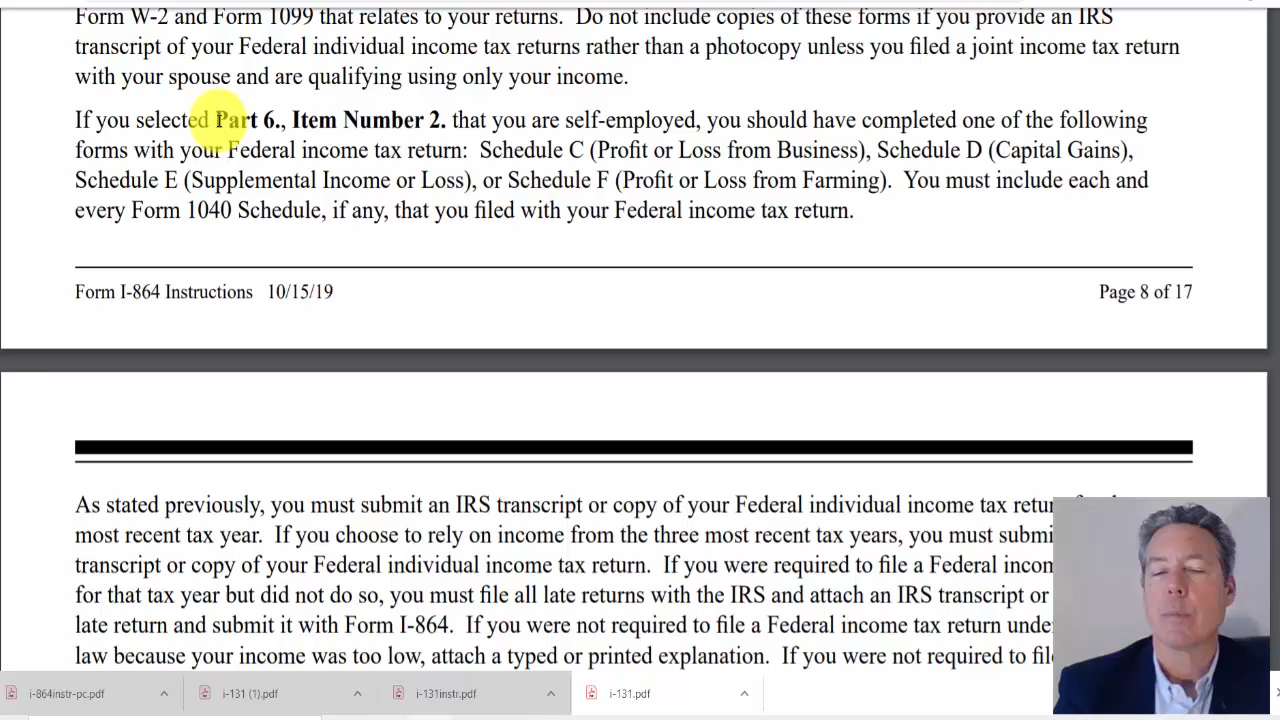 Form W-2 and Form 1099 that relates to your returns.  Do not include copies of these forms if you provide an IRS
transcript of your Federal individual income tax returns rather than a photocopy unless you filed a joint income tax return
with your spouse and are qualifying using only your income.
If you selected Part 6., Item Number 2. that you are self-employed, you should have completed one of the following
forms with your Federal income tax return:  Schedule C (Profit or Loss from Business), Schedule D (Capital Gains),
Schedule E (Supplemental Income or Loss), or Schedule F (Profit or Loss from Farming).  You must include each and
every Form 1040 Schedule, if any, that you filed with your Federal income tax return.
Form I-864 Instructions   10/15/19
Page 8 of 17
As stated previously, you must submit an IRS transcript or copy of your Federal individual income tax
most recent tax year.  If you choose to rely on income from the three most recent tax years, you must
transcript or copy of your Federal individual income tax return.  If you were required to file a Federal
for that tax year but did not do so, you must file all late returns with the IRS and attach an IRS transcript or
late return and submit it with Form I-864.  If you were not required to file a Federal income tax return
law because your income was too low, attach a typed or printed explanation.  If you were not required to
i-864instr-pc.pdf
i-131 (1).pdf
i-131instr.pdf
i-131.pdf